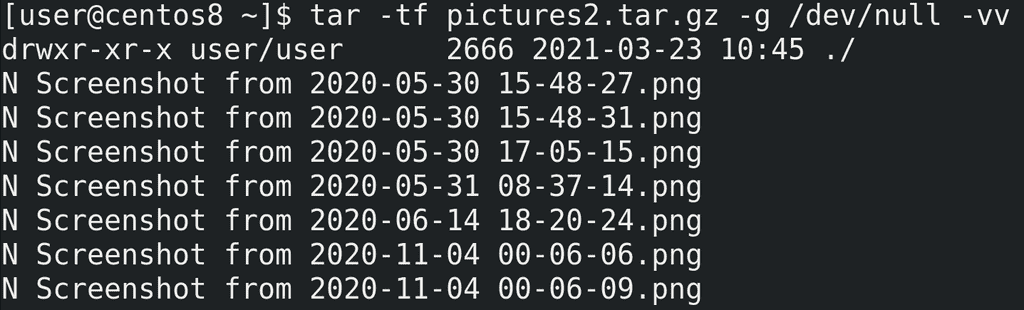 [user@centos8 ~]$ tar -tf pictures2.tar.gz -g /dev/null -vv
drwxr-xr-x user/user      2666 2021-03-23 10:45 ./
N Screenshot from 2020-05-30 15-48-27.png
N Screenshot from 2020-05-30 15-48-31.png
N Screenshot from 2020-05-30 17-05-15.png
N Screenshot from 2020-05-31 08-37-14.png
N Screenshot from 2020-06-14 18-20-24.png
N Screenshot from 2020-11-04 00-06-06.png
N Screenshot from 2020-11-04 00-06-09.png